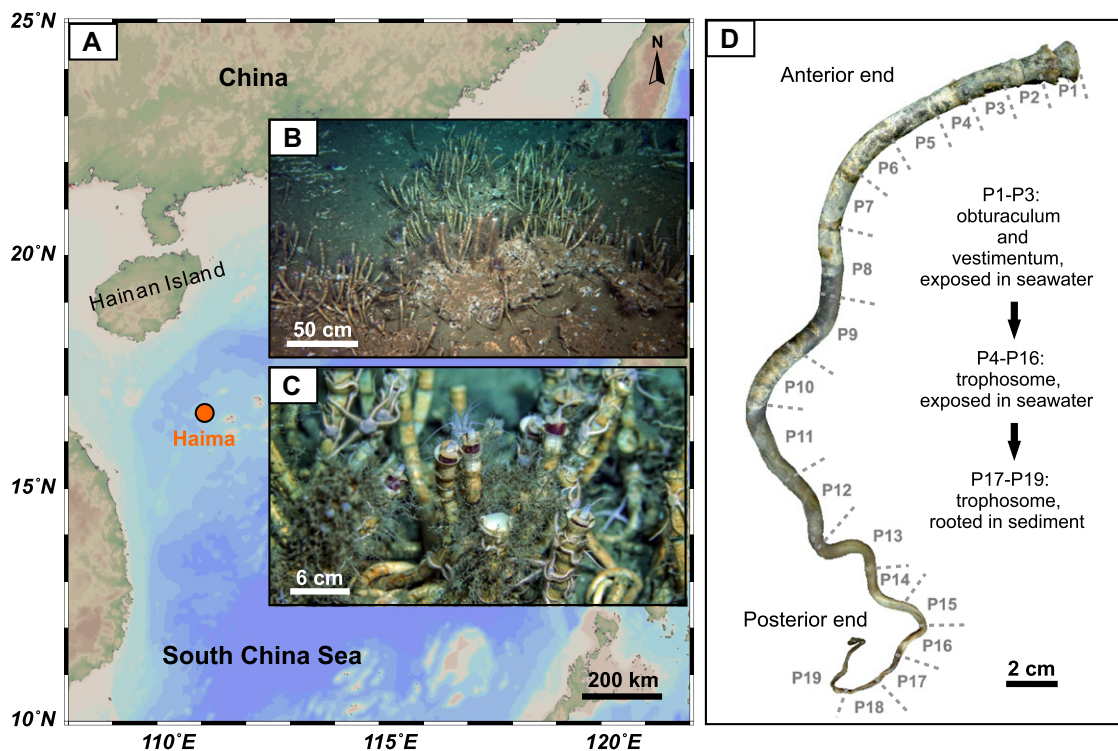 A
25˚N
20˚N
15˚N
10˚N
110˚E
115˚E
120˚E
N
China
Hainan Island
Haima
South China Sea
200 km
B
50 cm
C
6 cm
D
Anterior end
P1
P2
P3
P4
P5
P6
P7
P8
P9
P10
P11
P12
P13
P14
P15
P16
P17
P18
P19
P1-P3:
obturaculum
and
vestimentum,
exposed in seawater
P4-P16:
trophosome,
exposed in seawater
P17-P19:
trophosome,
rooted in sediment
Posterior end
2 cm